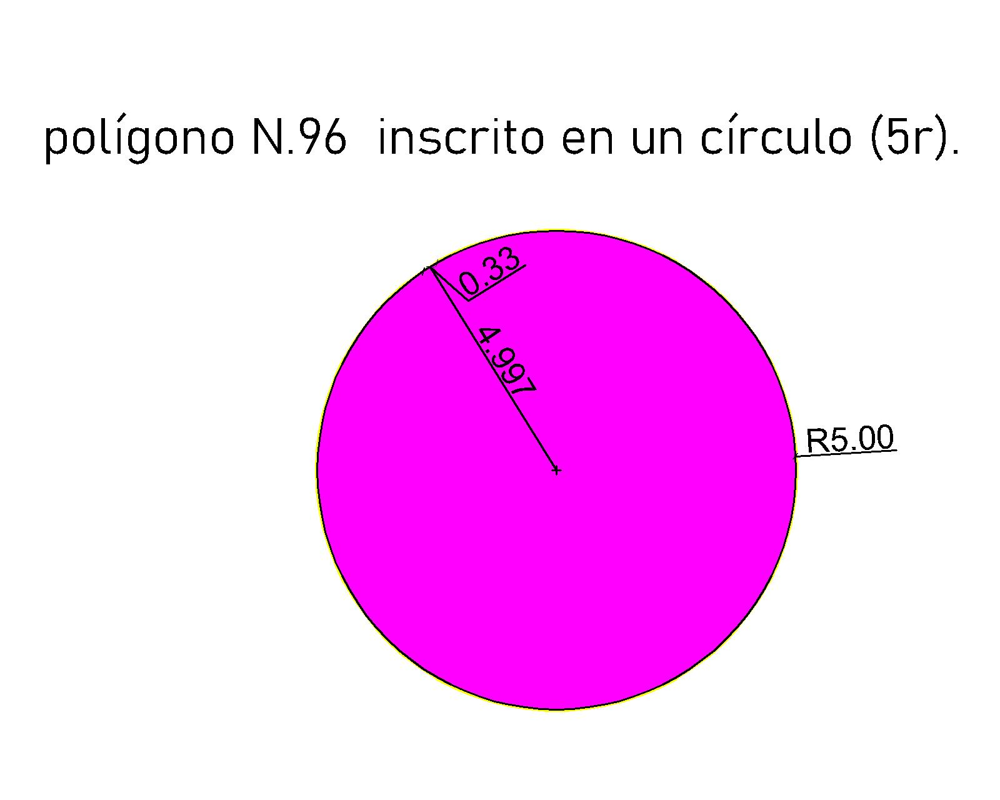 polígono N.96 inscrito en un círculo (5r).
0.33
4.997
R5.00